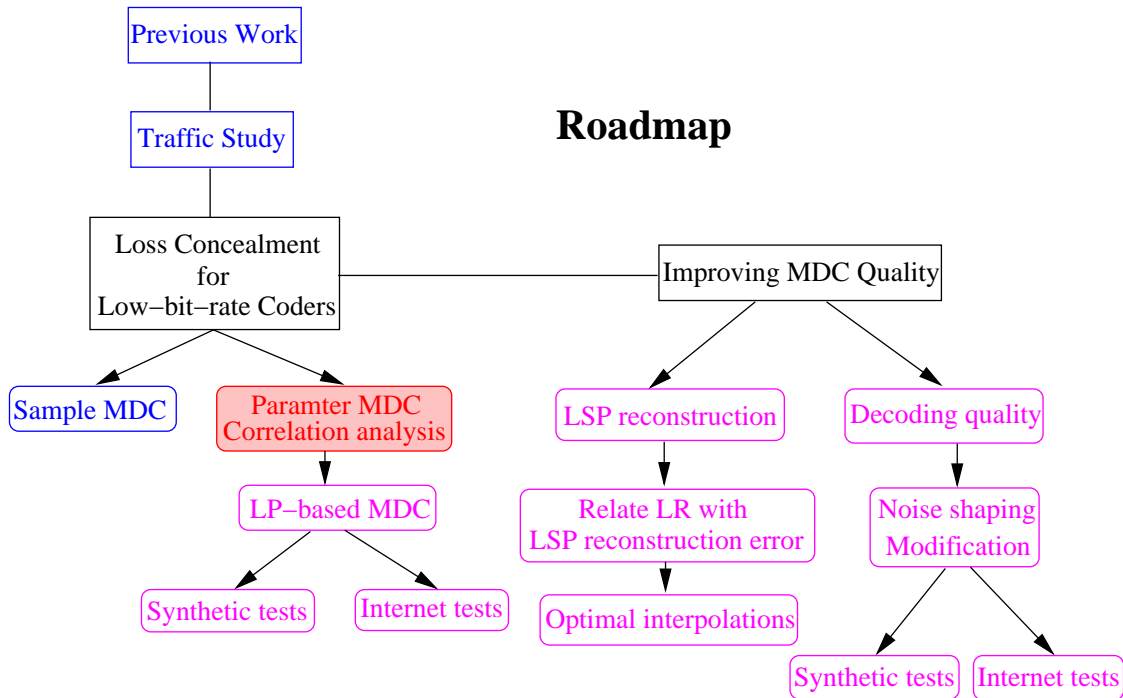 Previous Work
Traffic Study
Roadmap
Loss Concealment
for
Low−bit−rate Coders
Improving MDC Quality
Sample MDC
Paramter MDC
Correlation analysis
LSP reconstruction
Decoding quality
LP−based MDC
Relate LR with
LSP reconstruction error
Noise shaping
Modification
Synthetic tests
Internet tests
Optimal interpolations
Synthetic tests
Internet tests